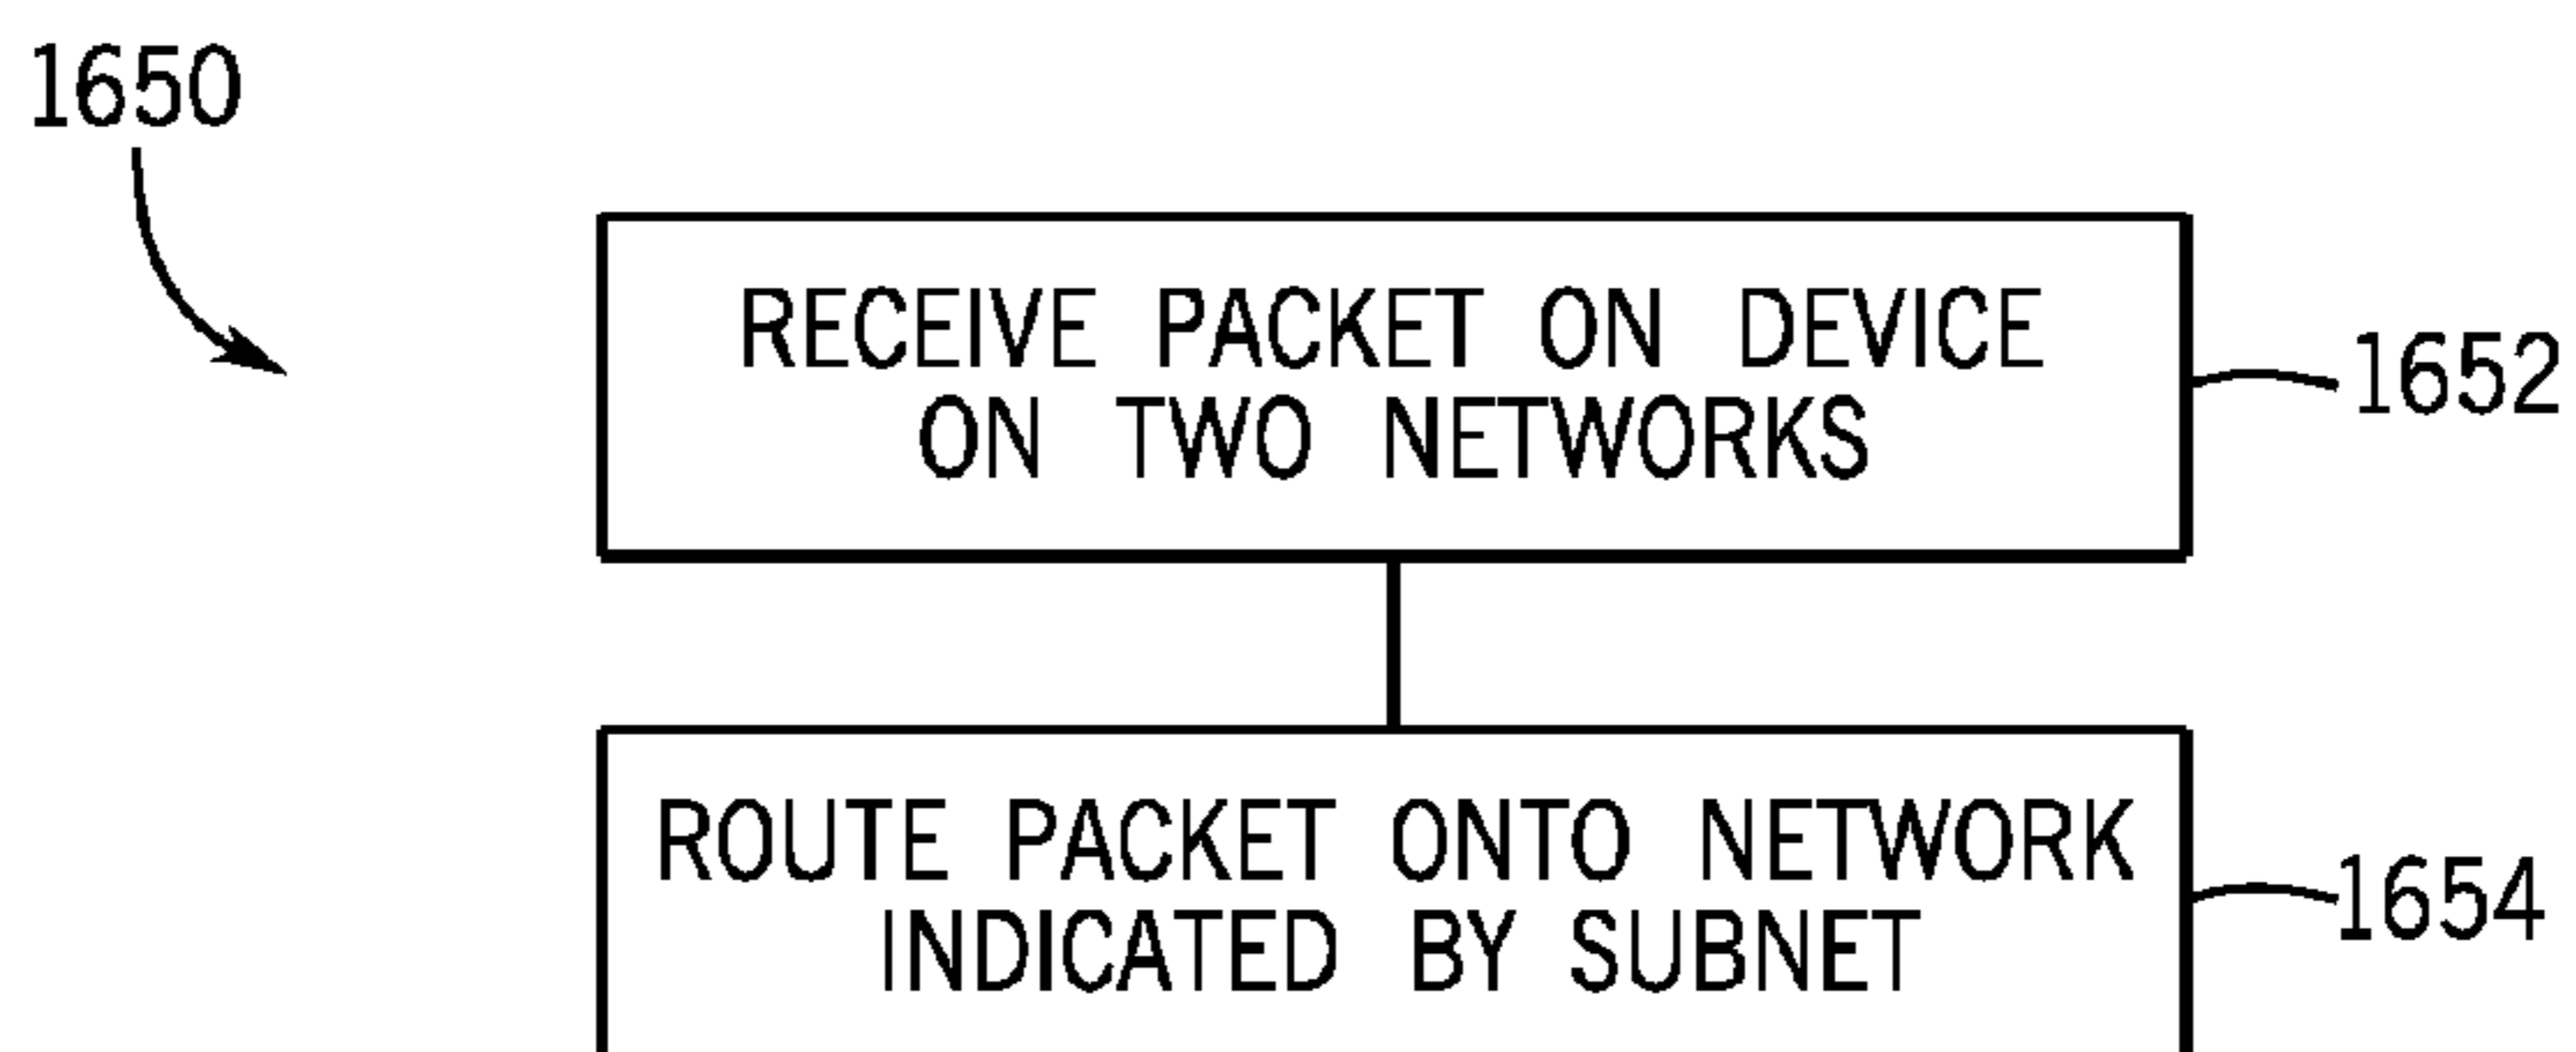 1650
RECEIVE PACKET ON DEVICE
ON TWO NETWORKS
1652
ROUTE PACKET ONTO NETWORK
INDICATED BY SUBNET
1654